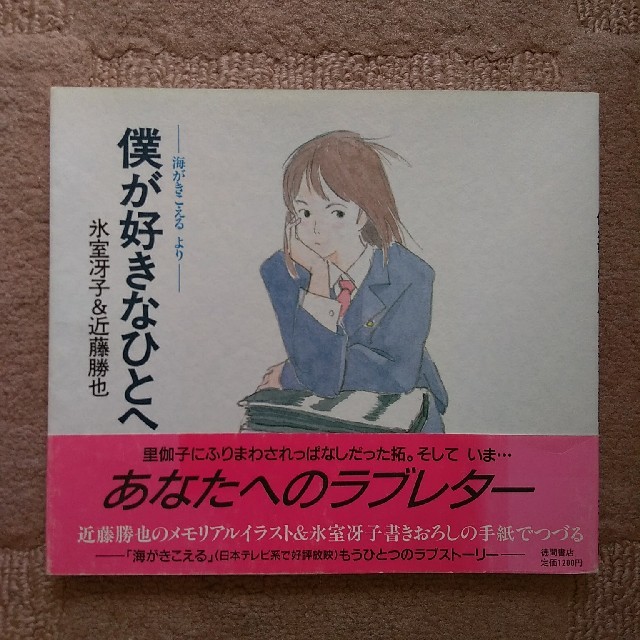 僕が好きなひとへ
──海がきこえる より──
氷室冴子&近藤勝也
里伽子にふりまわされっぱなしだった拓。そして いま…
あなたへのラブレター
近藤勝也のメモリアルイラスト&氷室冴子書きおろしの手紙でつづる
──「海がきこえる」(日本テレビ系で好評放映)もうひとつのラブストーリー──
徳間書店
定価1200円